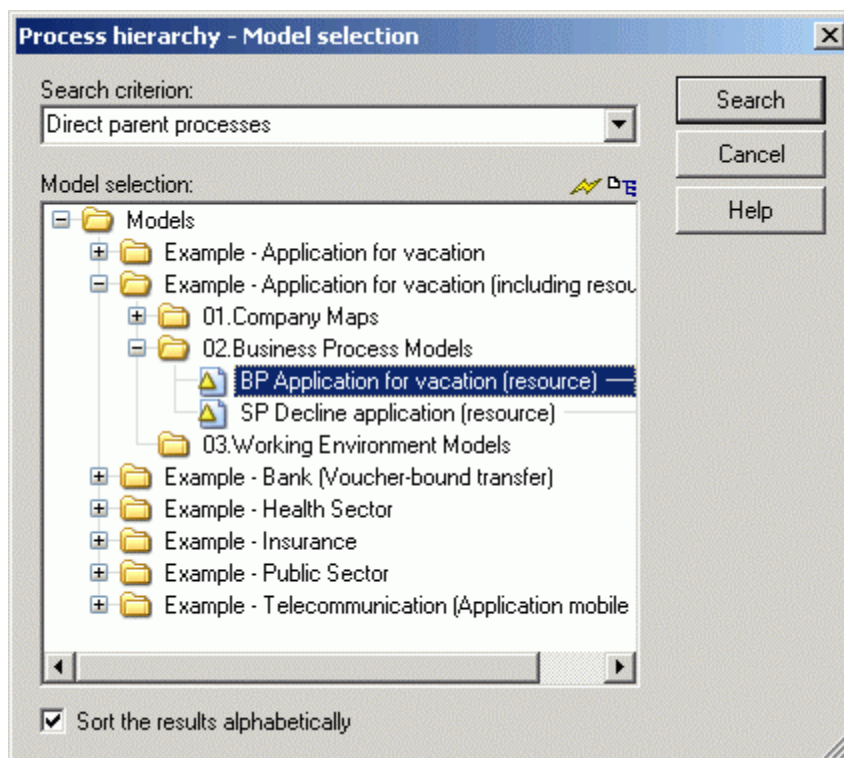 Process hierarchy - Model selection
Search criterion:
Direct parent processes
Search
Cancel
Help
Model selection:
Models
Example - Application for vacation
Example - Application for vacation (including resou
01.Company Maps
02.Business Process Models
BP Application for vacation (resource)
SP Decline application (resource)
03.Working Environment Models
Example - Bank (Voucher-bound transfer)
Example - Health Sector
Example - Insurance
Example - Public Sector
Example - Telecommunication (Application mobile
Sort the results alphabetically